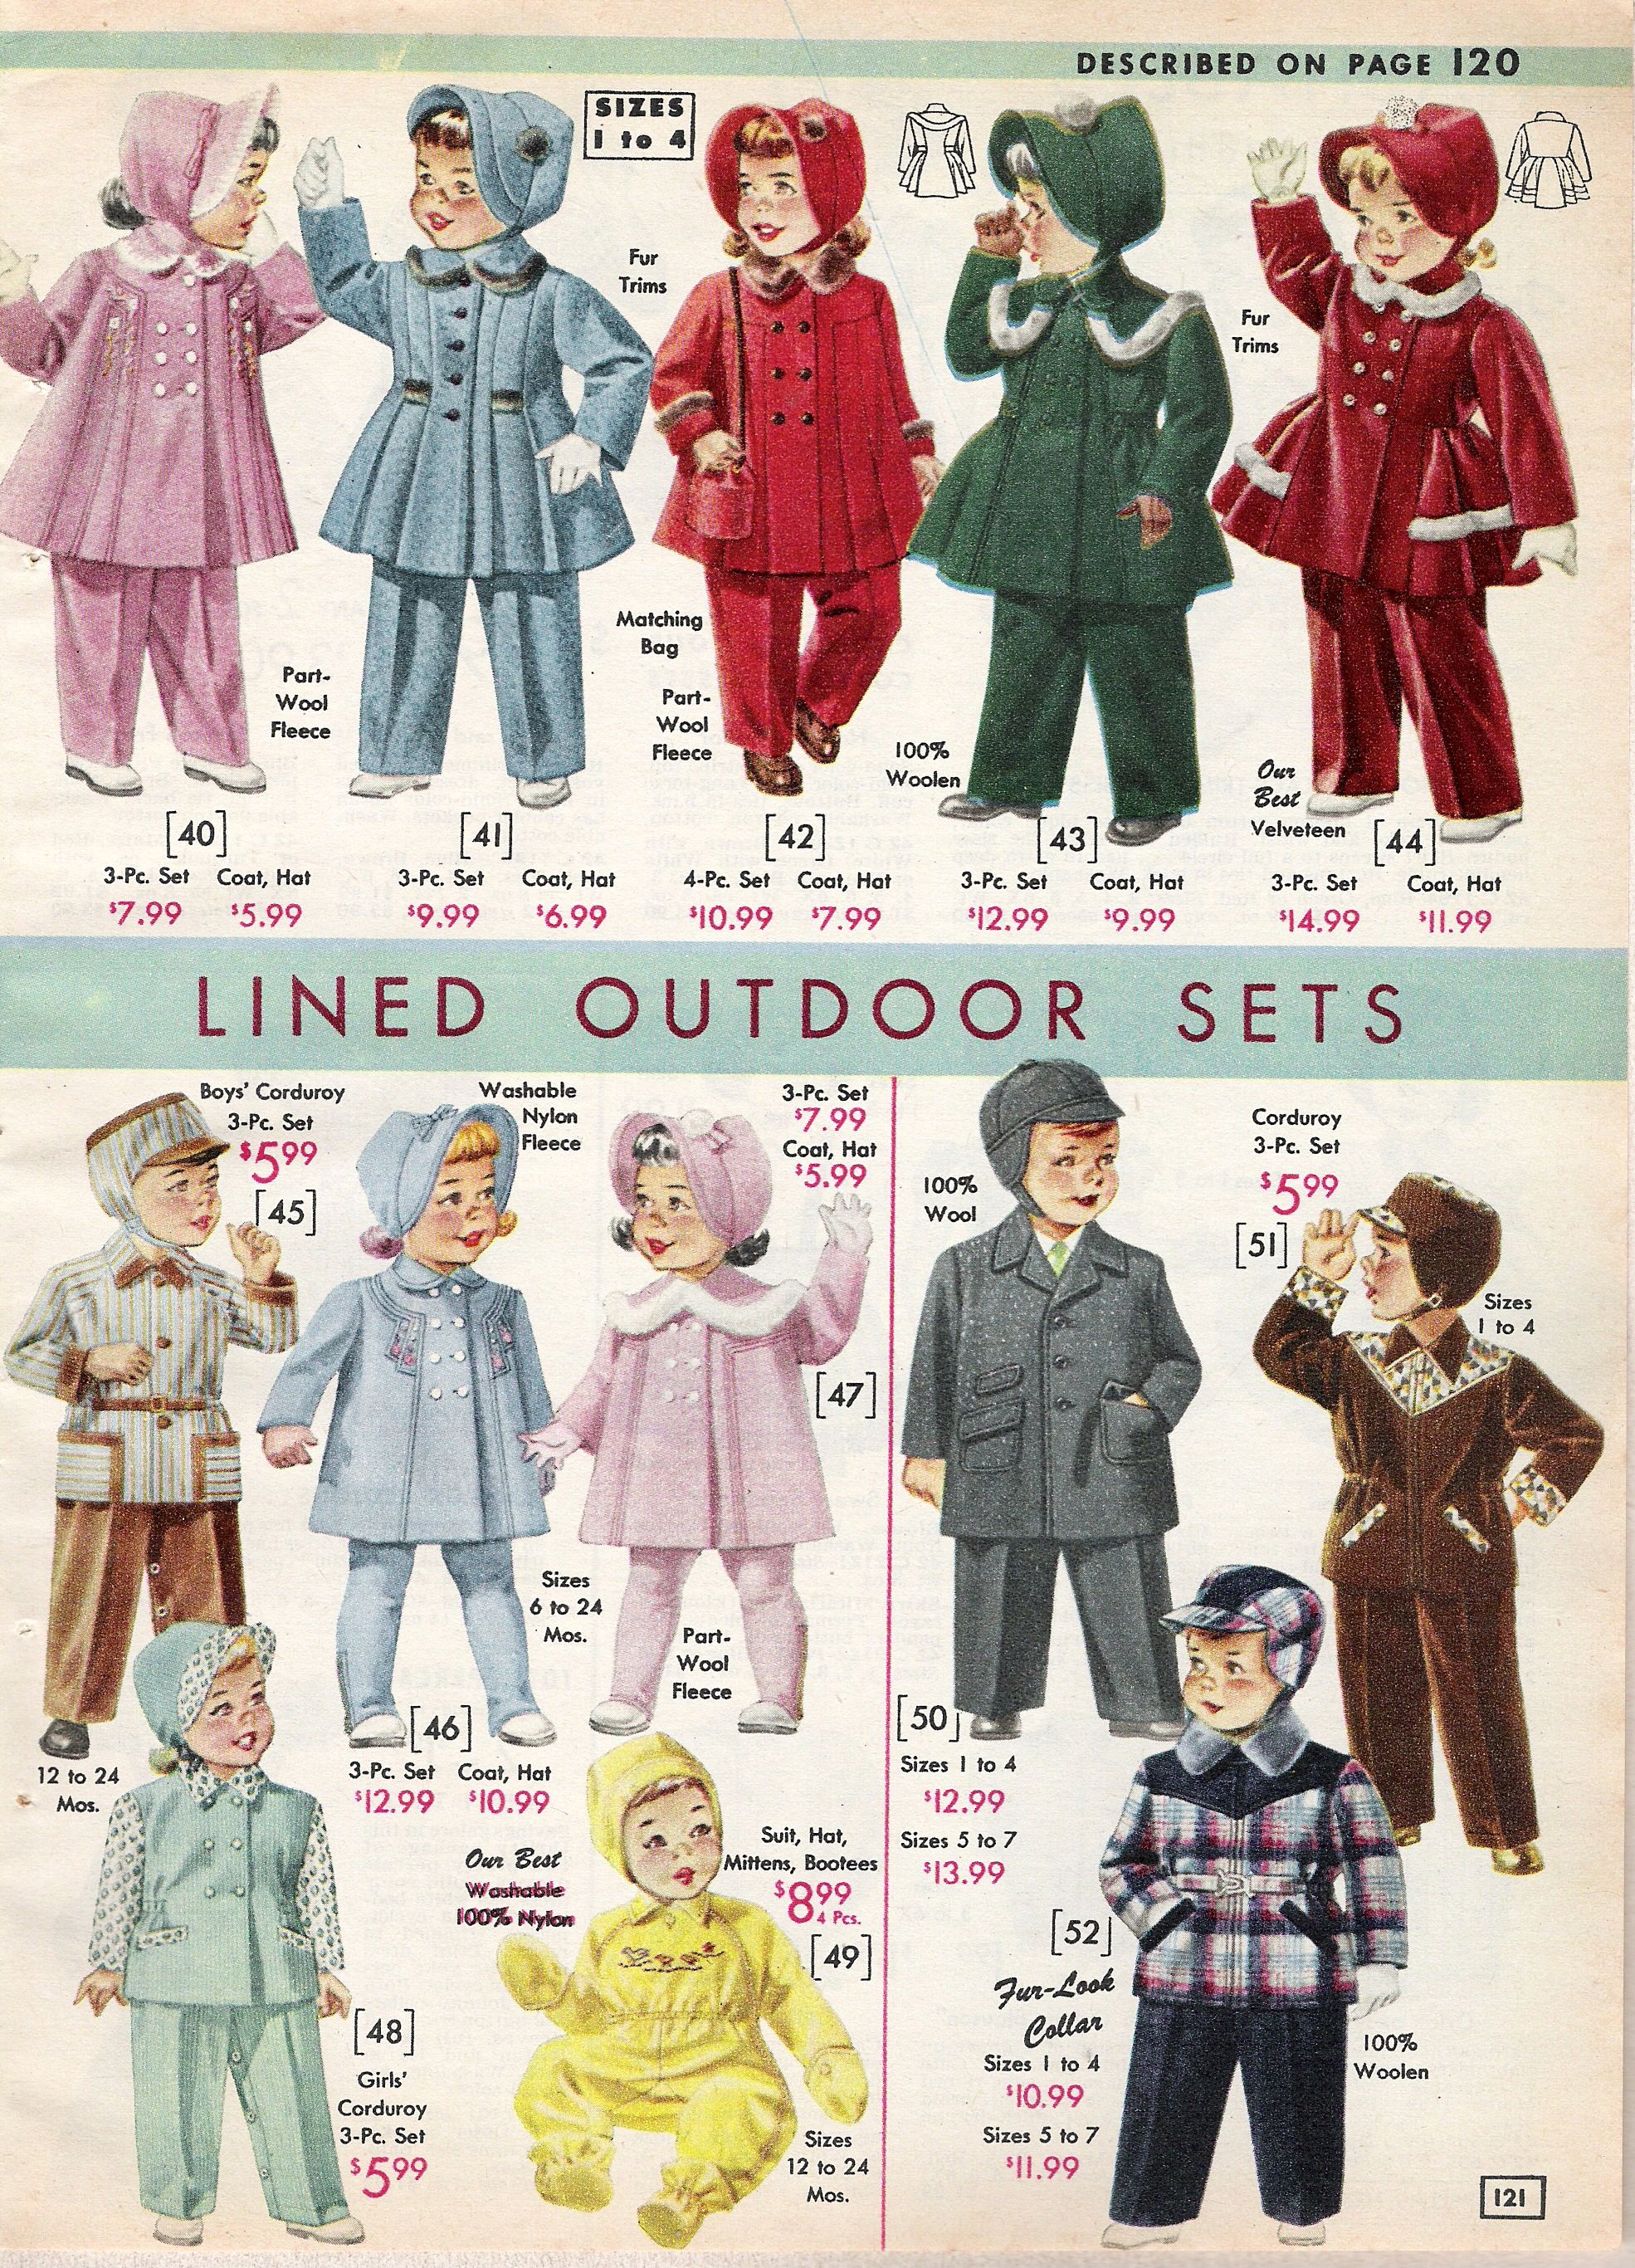 DESCRIBED ON PAGE 120
SIZES
1 to 4
Fur
Trims
Fur
Trims
Matching
Bag
Part-
Wool
Fleece
Part-
Wool
Fleece
100%
Woolen
Our
Best
Velveteen
[40]
3-Pc. Set Coat, Hat
$7.99 $5.99
[41]
3-Pc. Set Coat, Hat
$9.99 $6.99
[42]
4-Pc. Set Coat, Hat
$10.99 $7.99
[43]
3-Pc. Set Coat, Hat
$12.99 $9.99
[44]
3-Pc. Set Coat, Hat
$14.99 $11.99
LINED OUTDOOR SETS
Boys' Corduroy
3-Pc. Set
$5.99
[45]
12 to 24
Mos.
Washable
Nylon
Fleece
Sizes
6 to 24
Mos.
[46]
3-Pc. Set Coat, Hat
$12.99 $10.99
3-Pc. Set
$7.99
Coat, Hat
$5.99
[47]
Part-
Wool
Fleece
[48]
Girls'
Corduroy
3-Pc. Set
$5.99
Our Best
Washable
100% Nylon
Suit, Hat,
Mittens, Bootees
$8.99
4 Pcs.
[49]
Sizes
12 to 24
Mos.
100%
Wool
[50]
Sizes 1 to 4
$12.99
Sizes 5 to 7
$13.99
Corduroy
3-Pc. Set
$5.99
[51]
Sizes
1 to 4
[52]
Fur-Look
Collar
Sizes 1 to 4
$10.99
Sizes 5 to 7
$11.99
100%
Woolen
121